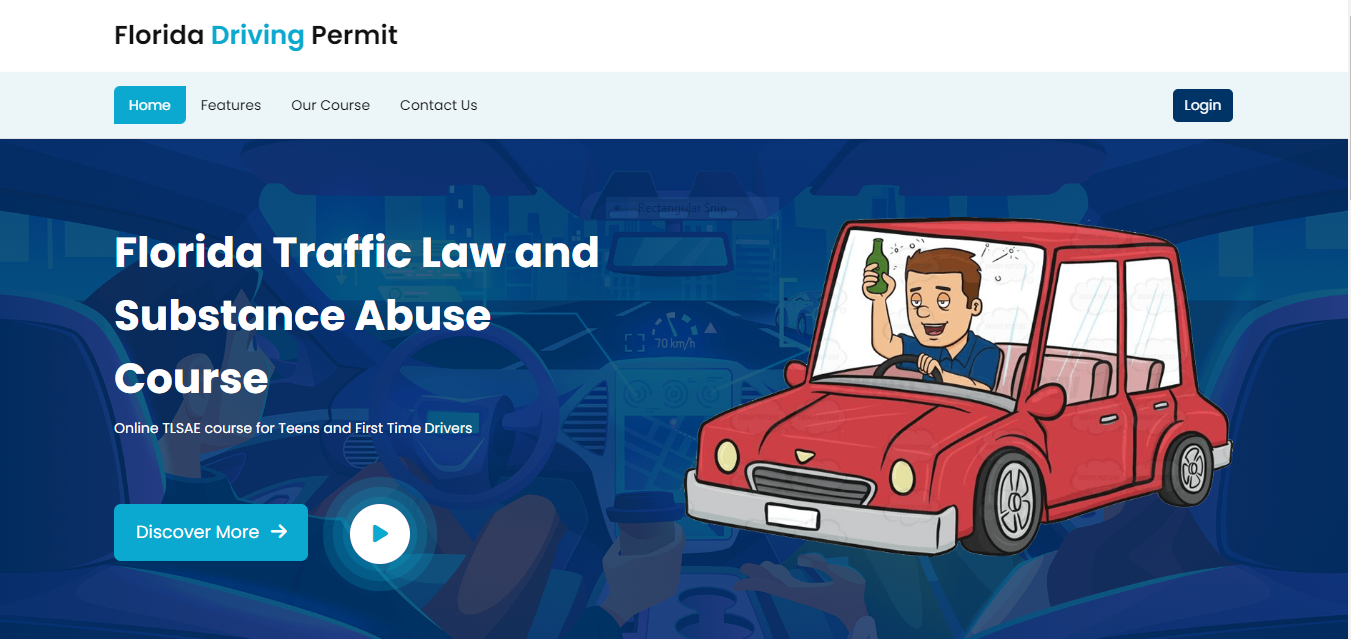 Florida Driving Permit
Home
Features
Our Course
Contact Us
Login
Rectangular Snip
Florida Traffic Law and
Substance Abuse
Course
70 km/h
Online TLSAE course for Teens and First Time Drivers
Discover More